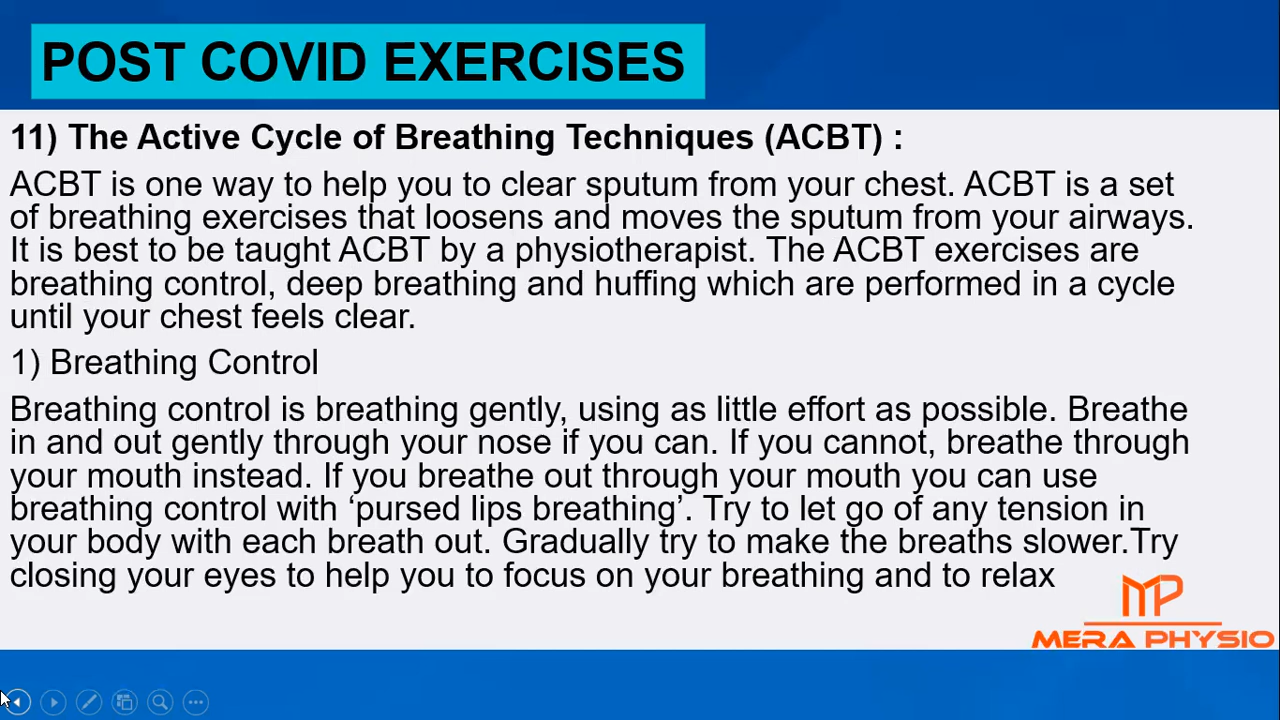 POST COVID EXERCISES
11) The Active Cycle of Breathing Techniques (ACBT) :
ACBT is one way to help you to clear sputum from your chest. ACBT is a set
of breathing exercises that loosens and moves the sputum from your airways.
It is best to be taught ACBT by a physiotherapist. The ACBT exercises are
breathing control, deep breathing and huffing which are performed in a cycle
until your chest feels clear.
1) Breathing Control
Breathing control is breathing gently, using as little effort as possible. Breathe
in and out gently through your nose if you can. If you cannot, breathe through
your mouth instead. If you breathe out through your mouth you can use
breathing control with ‘pursed lips breathing’. Try to let go of any tension in
your body with each breath out. Gradually try to make the breaths slower.Try
closing your eyes to help you to focus on your breathing and to relax
MP
MERA PHYSIO